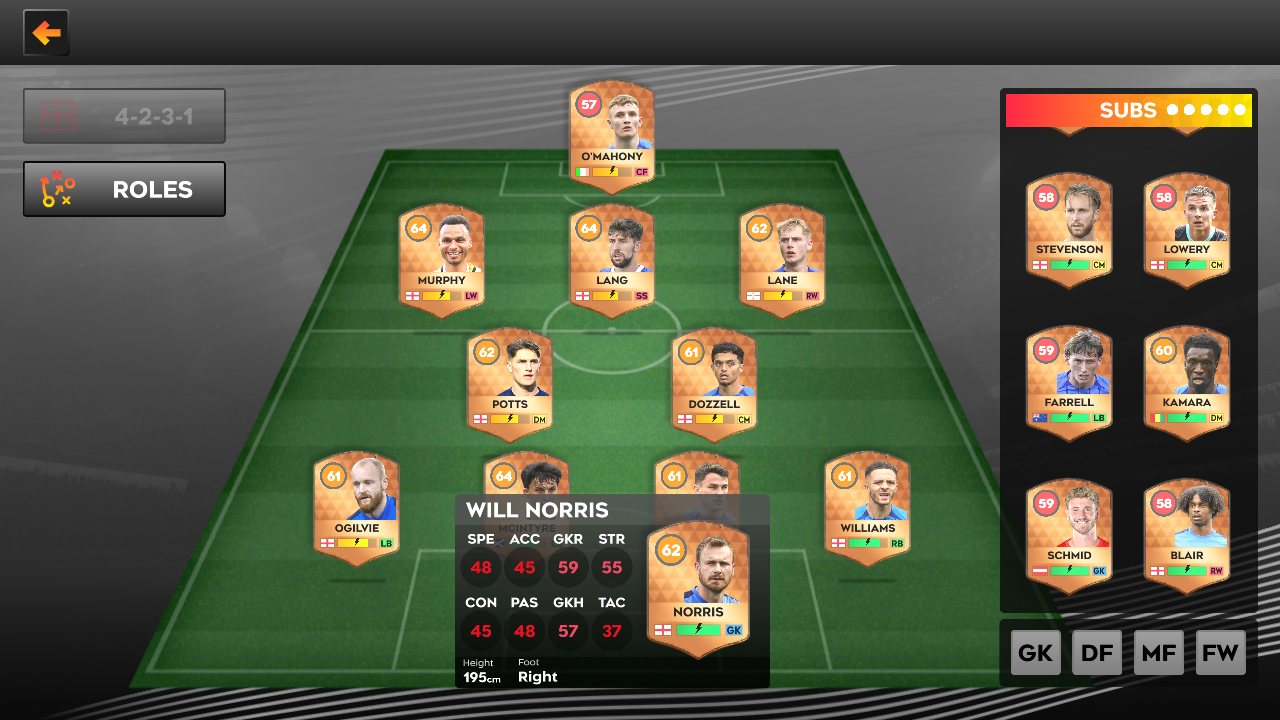 57
O'MAHONY
CF
4-2-3-1
ROLES
64
MURPHY
LW
64
LANG
SS
62
LANE
RW
62
POTTS
DM
61
DOZZELL
CM
61
OGILVIE
LB
64
MCINTYRE
61
61
WILLIAMS
RB
WILL NORRIS
SPE ACC GKR STR
48 45 59 55
CON PAS GKH TAC
45 48 57 37
Height Foot
195cm Right
62
NORRIS
GK
SUBS
58 58
STEVENSON LOWERY
CM CM
59 60
FARRELL KAMARA
LB DM
59 58
SCHMID BLAIR
GK RW
GK DF MF FW